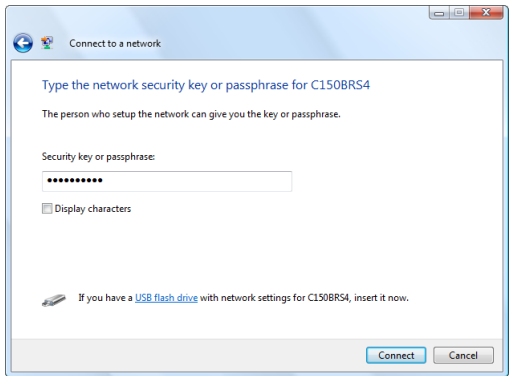 Connect to a network
Type the network security key or passphrase for C150BRS4
The person who setup the network can give you the key or passphrase.
Security key or passphrase:
••••••••••
Display characters
If you have a USB flash drive with network settings for C150BRS4, insert it now.
Connect Cancel